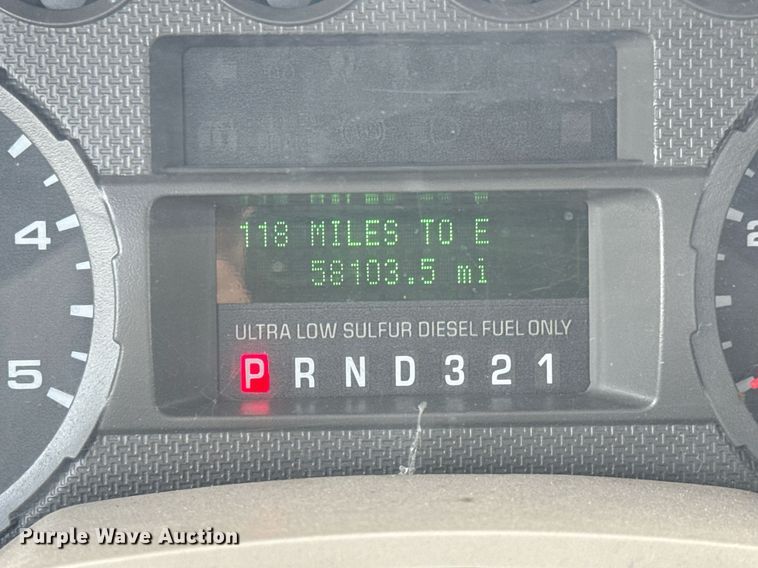 118 MILES TO E
58103.5 mi
ULTRA LOW SULFUR DIESEL FUEL ONLY
P R N D 3 2 1
4
5
2
Purple Wave Auction